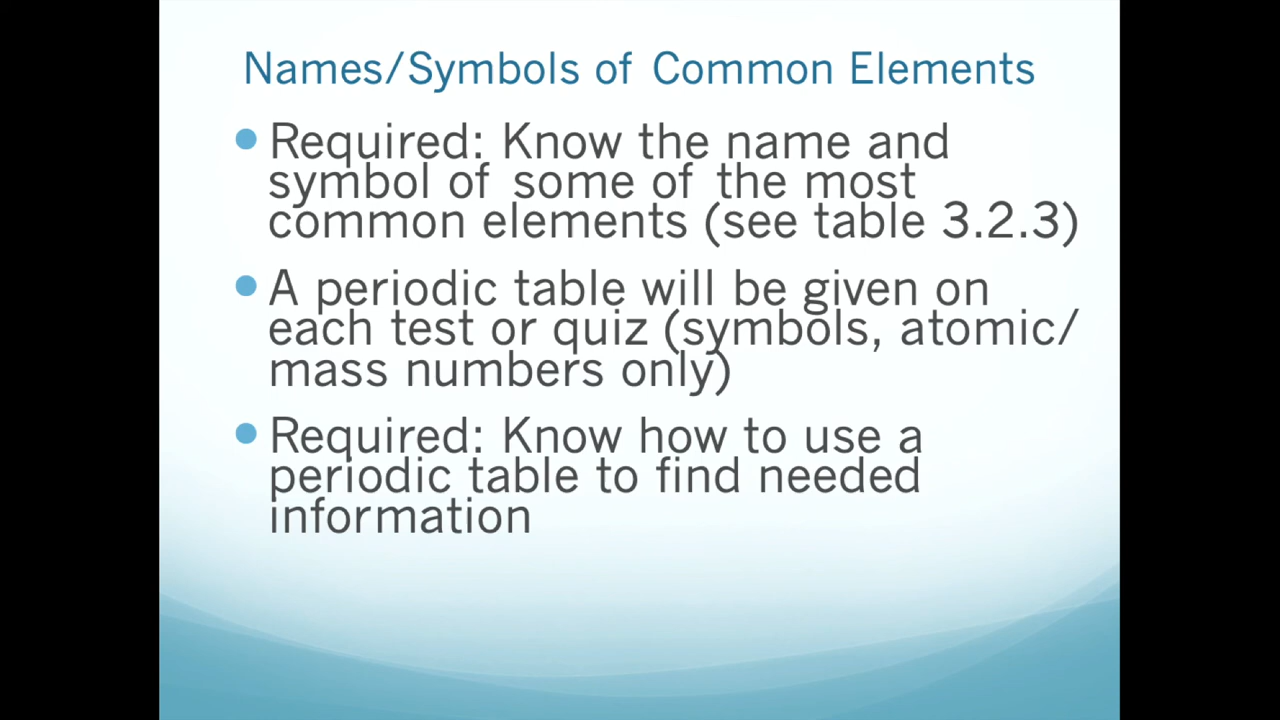 Names/Symbols of Common Elements
Required: Know the name and
symbol of some of the most
common elements (see table 3.2.3)
A periodic table will be given on
each test or quiz (symbols, atomic/
mass numbers only)
Required: Know how to use a
periodic table to find needed
information